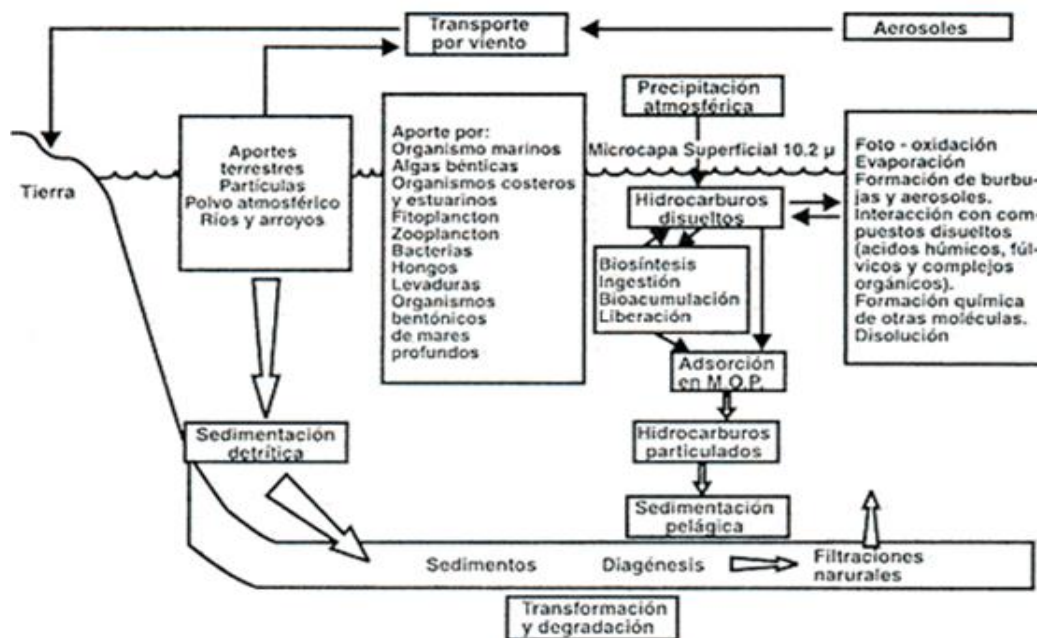 Transporte
por viento
Aerosoles
Precipitación
atmosférica
Aportes
terrestres
Partículas
Polvo atmosférico
Ríos y arroyos
Tierra
Aporte por:
Organismo marinos
Algas bénticas
Organismos costeros
y estuarinos
Fitoplancton
Zooplancton
Bacterias
Hongos
Levaduras
Organismos
bentónicos
de mares
profundos
Microcapa Superficial 10.2 µ
Hidrocarburos
disueltos
Foto - oxidación
Evaporación
Formación de burbu-
jas y aerosoles.
Interacción con com-
puestos disueltos
(acidos húmicos, fúl-
vicos y complejos
orgánicos).
Formación química
de otras moléculas.
Disolución
Biosíntesis
Ingestión
Bioacumulación
Liberación
Adsorción
en M.O.P.
Hidrocarburos
particulados
Sedimentación
pelágica
Sedimentación
detrítica
Sedimentos
Diagénesis
Filtraciones
narurales
Transformación
y degradación